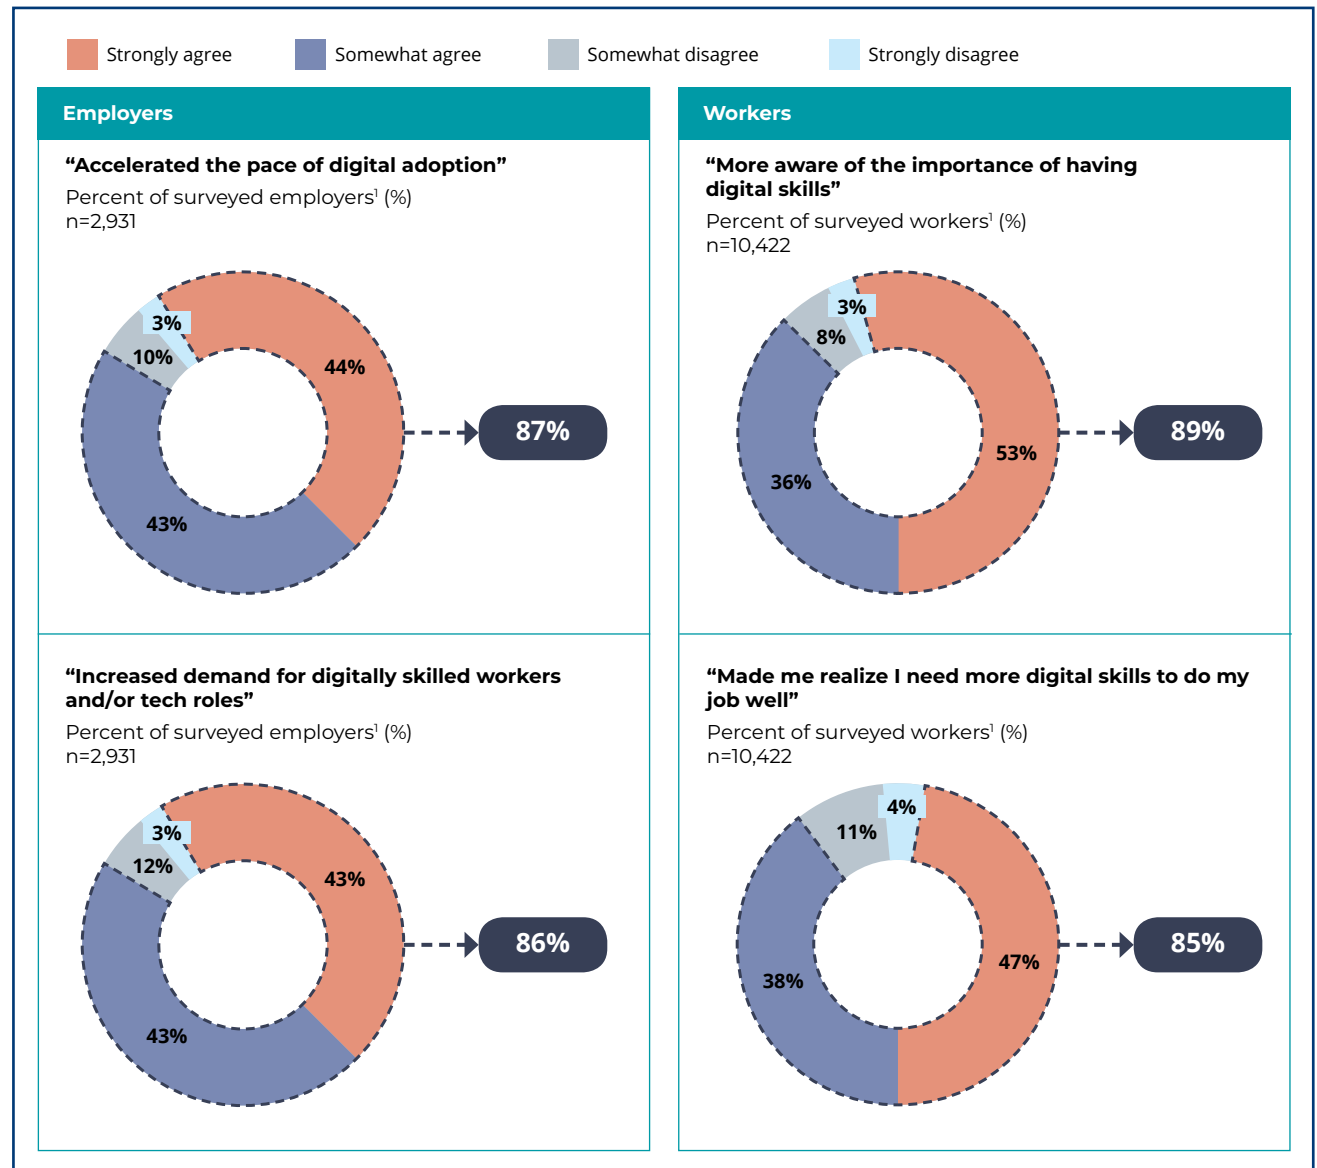 Strongly agree
Somewhat agree
Somewhat disagree
Strongly disagree
Employers
“Accelerated the pace of digital adoption”
Percent of surveyed employers¹ (%)
n=2,931
3%
10%
44%
87%
43%
Workers
“More aware of the importance of having
digital skills”
Percent of surveyed workers¹ (%)
n=10,422
3%
8%
53%
89%
36%
“Increased demand for digitally skilled workers
and/or tech roles”
Percent of surveyed employers¹ (%)
n=2,931
3%
12%
43%
86%
43%
“Made me realize I need more digital skills to do my
job well”
Percent of surveyed workers¹ (%)
n=10,422
4%
11%
47%
85%
38%